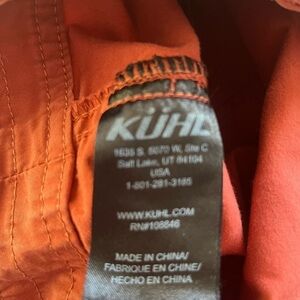 KÜHL
1635 S. 5070 W, Ste C
Salt Lake, UT 84104
USA
1-801-281-3165
WWW.KUHL.COM
RN#108846
MADE IN CHINA/
FABRIQUE EN CHINE/
HECHO EN CHINA